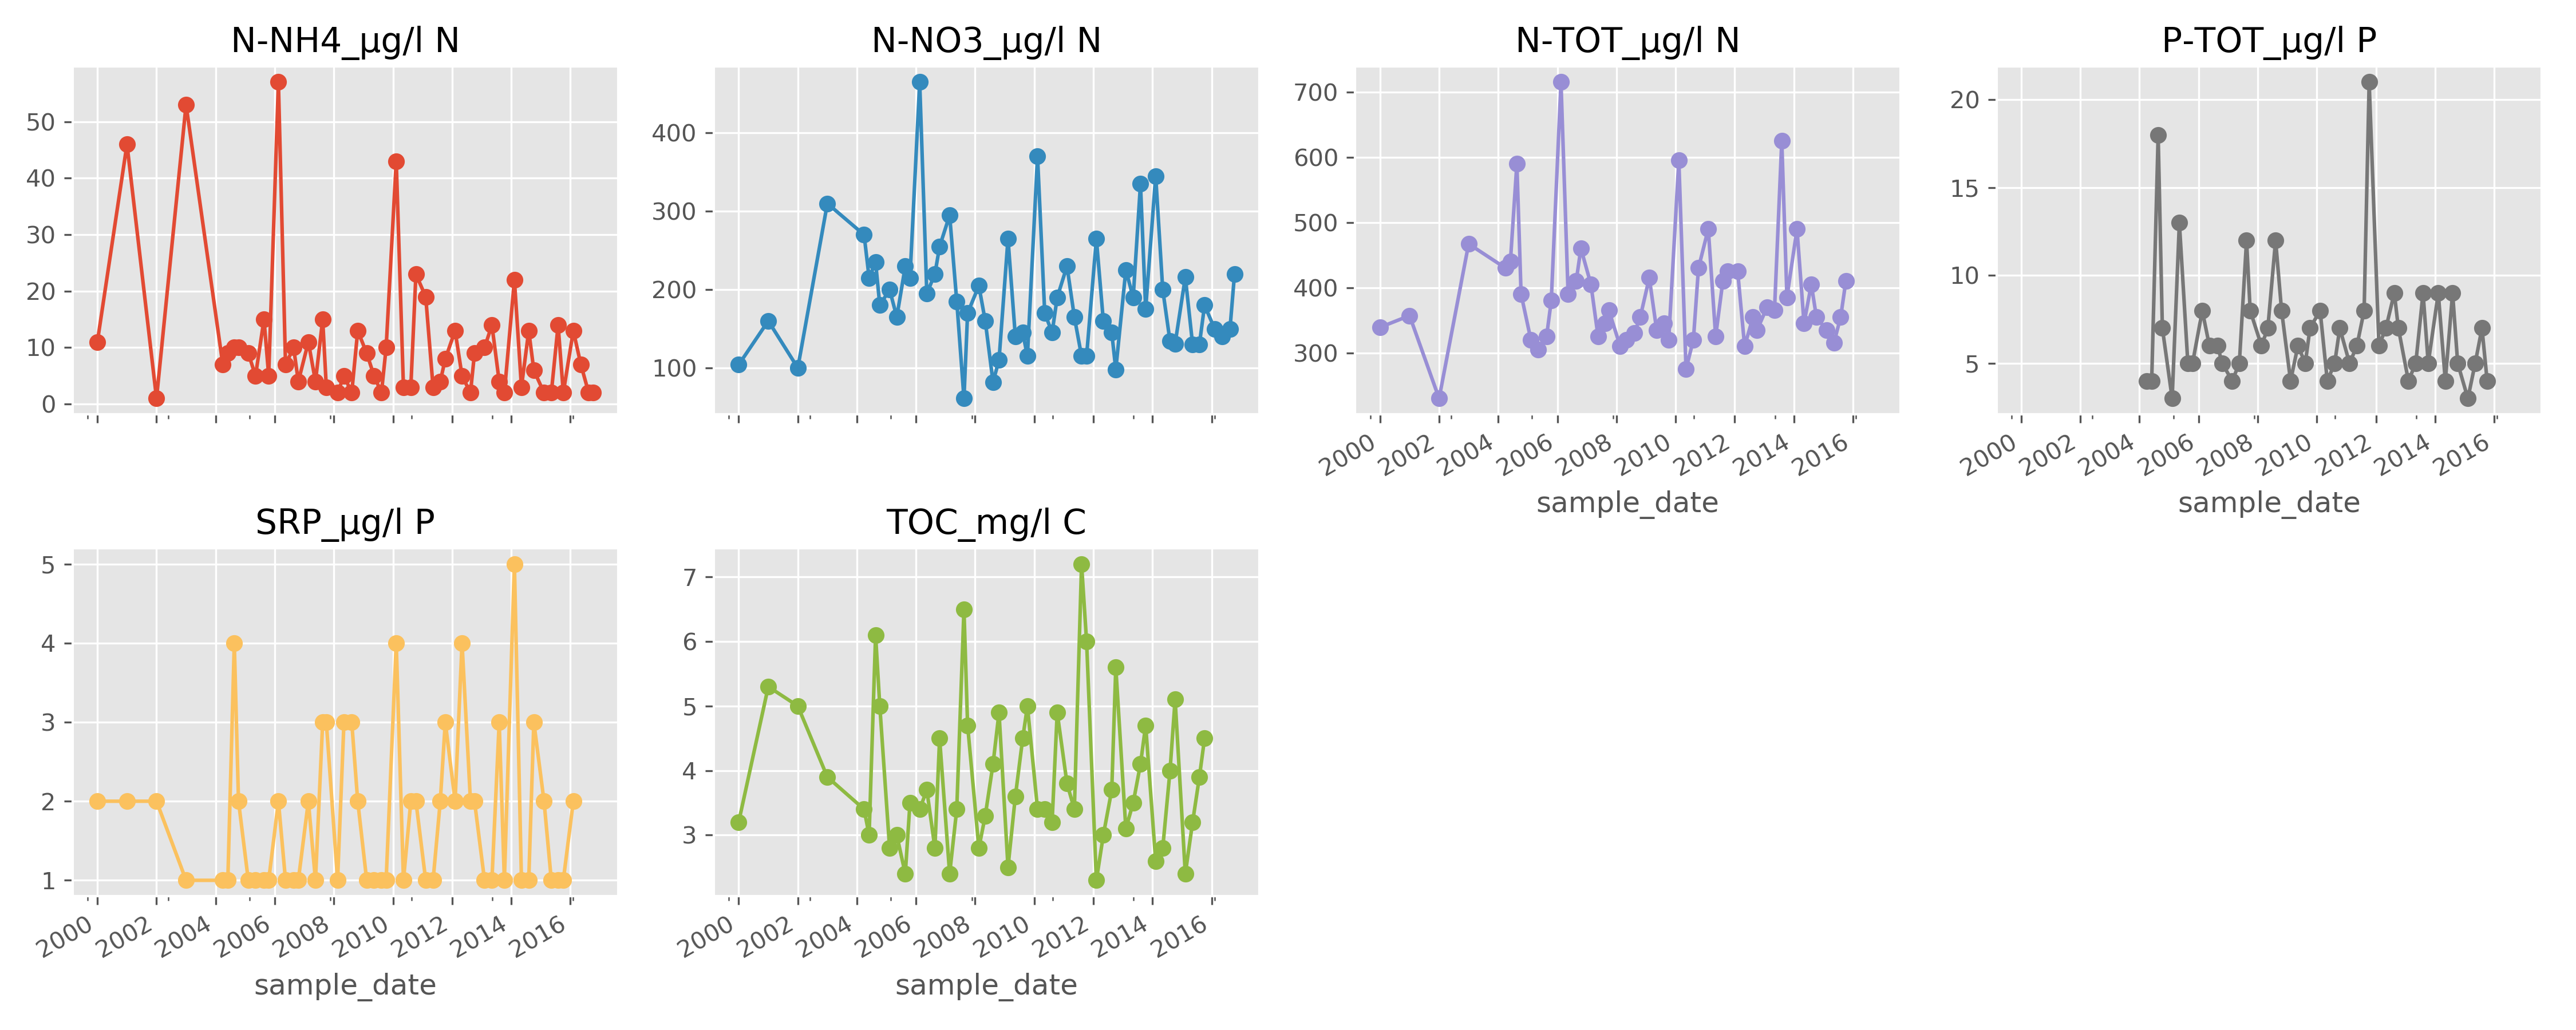 N-NH4_µg/l N
50
40
30
20
10
0
N-NO3_µg/l N
400
300
200
100
N-TOT_µg/l N
700
600
500
400
300
2000 2002 2004 2006 2008 2010 2012 2014 2016
sample_date
P-TOT_µg/l P
20
15
10
5
2000 2002 2004 2006 2008 2010 2012 2014 2016
sample_date
SRP_µg/l P
5
4
3
2
1
2000 2002 2004 2006 2008 2010 2012 2014 2016
sample_date
TOC_mg/l C
7
6
5
4
3
2000 2002 2004 2006 2008 2010 2012 2014 2016
sample_date